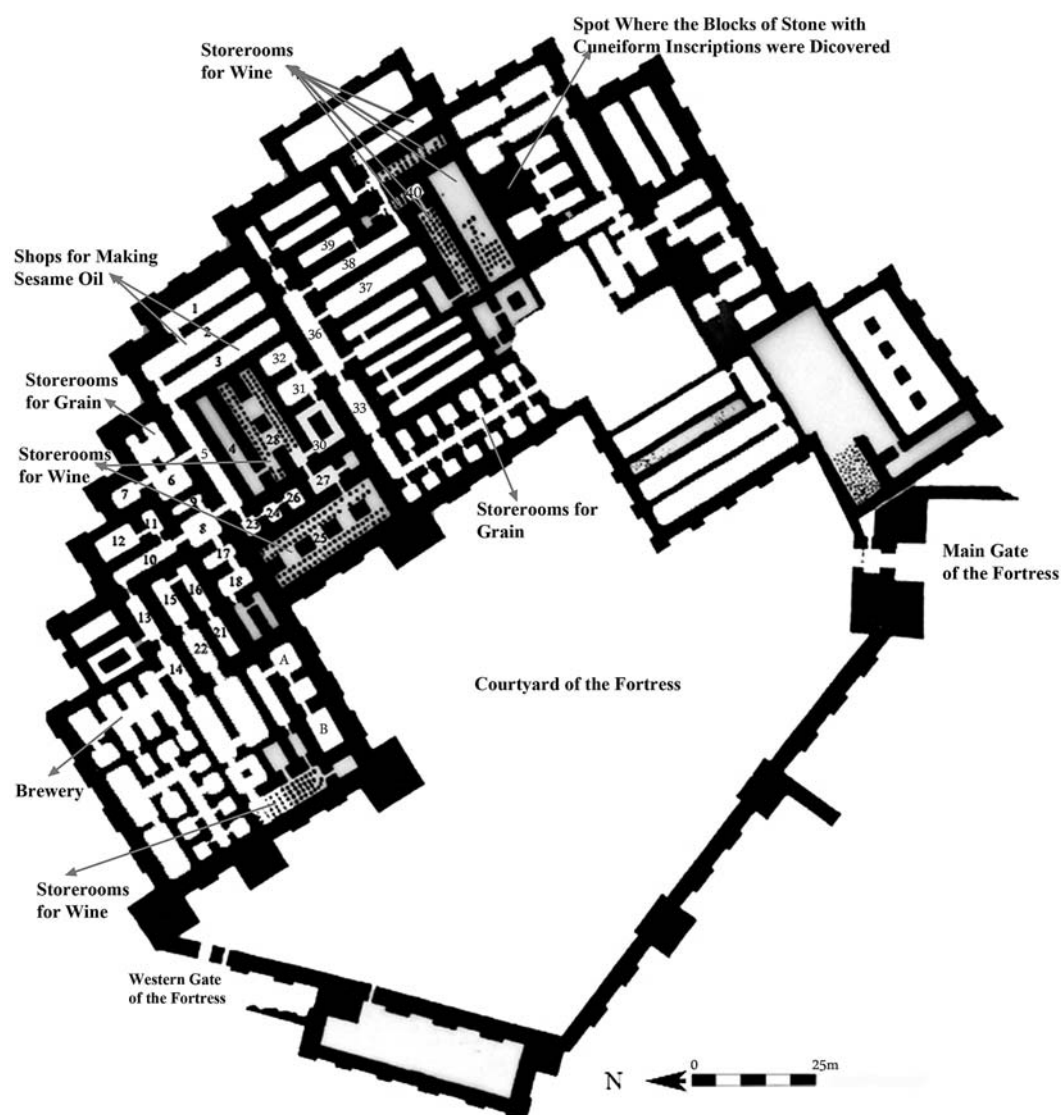 Spot Where the Blocks of Stone with
Cuneiform Inscriptions were Dicovered
Storerooms
for Wine
40
39
38
37
Shops for Making
Sesame Oil
1
2
3
36
32
31
33
Storerooms
for Grain
30
28
4
5
Storerooms
for Wine
27
26
6
7
9
24
23
25
Storerooms for
Grain
11
12
8
10
17
18
Main Gate
of the Fortress
16
15
13
21
22
14
A
B
Courtyard of the Fortress
Brewery
Storerooms
for Wine
Western Gate
of the Fortress
N
0 25m